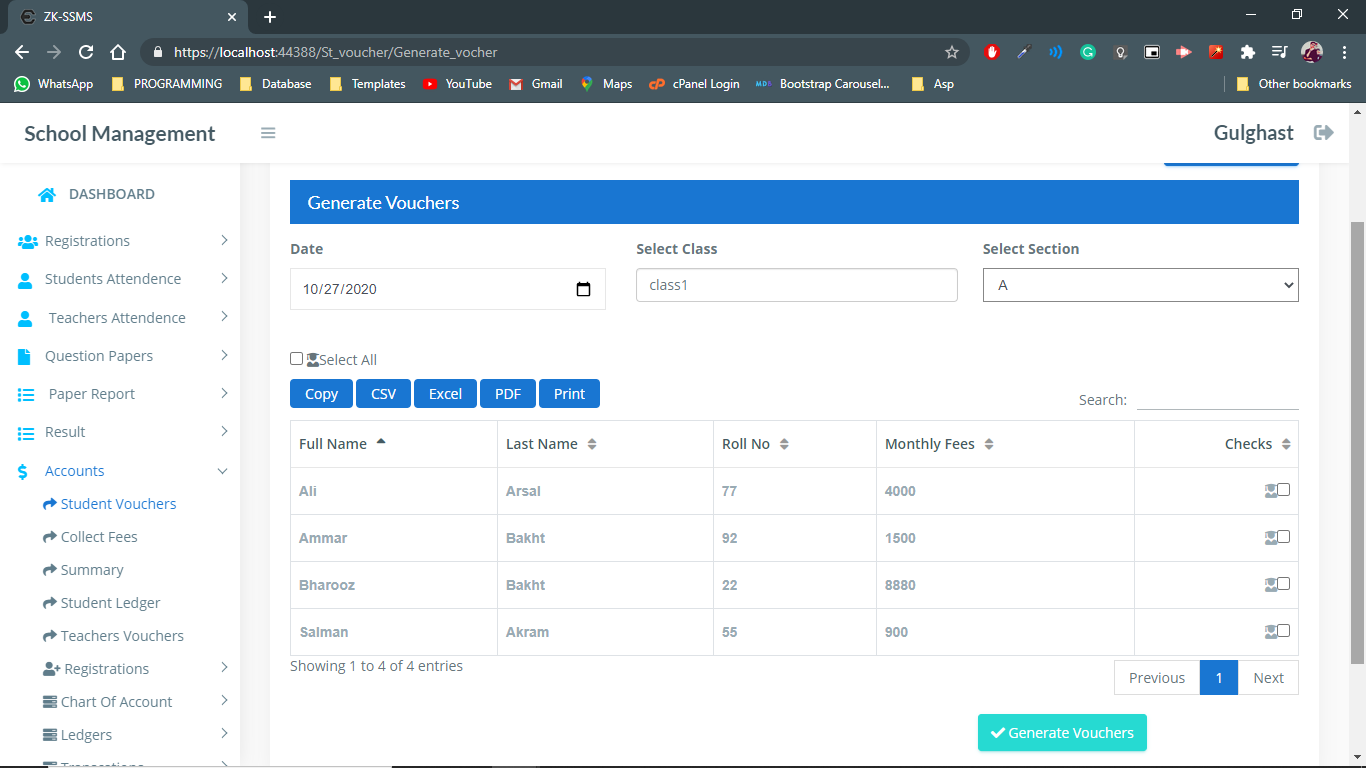 ZK-SSMS
https://localhost:44388/St_voucher/Generate_vocher
WhatsApp PROGRAMMING Database Templates YouTube Gmail Maps cPanel Login Bootstrap Carousel... Asp Other bookmarks
School Management
Gulghast
DASHBOARD
Registrations
Students Attendence
Teachers Attendence
Question Papers
Paper Report
Result
Accounts
Student Vouchers
Collect Fees
Summary
Student Ledger
Teachers Vouchers
Registrations
Chart Of Account
Ledgers
Generate Vouchers
Date Select Class Select Section
10/27/2020 class1 A
Select All
Copy CSV Excel PDF Print
Search:
Full Name Last Name Roll No Monthly Fees Checks
Ali Arsal 77 4000
Ammar Bakht 92 1500
Bharooz Bakht 22 8880
Salman Akram 55 900
Showing 1 to 4 of 4 entries
Previous 1 Next
Generate Vouchers